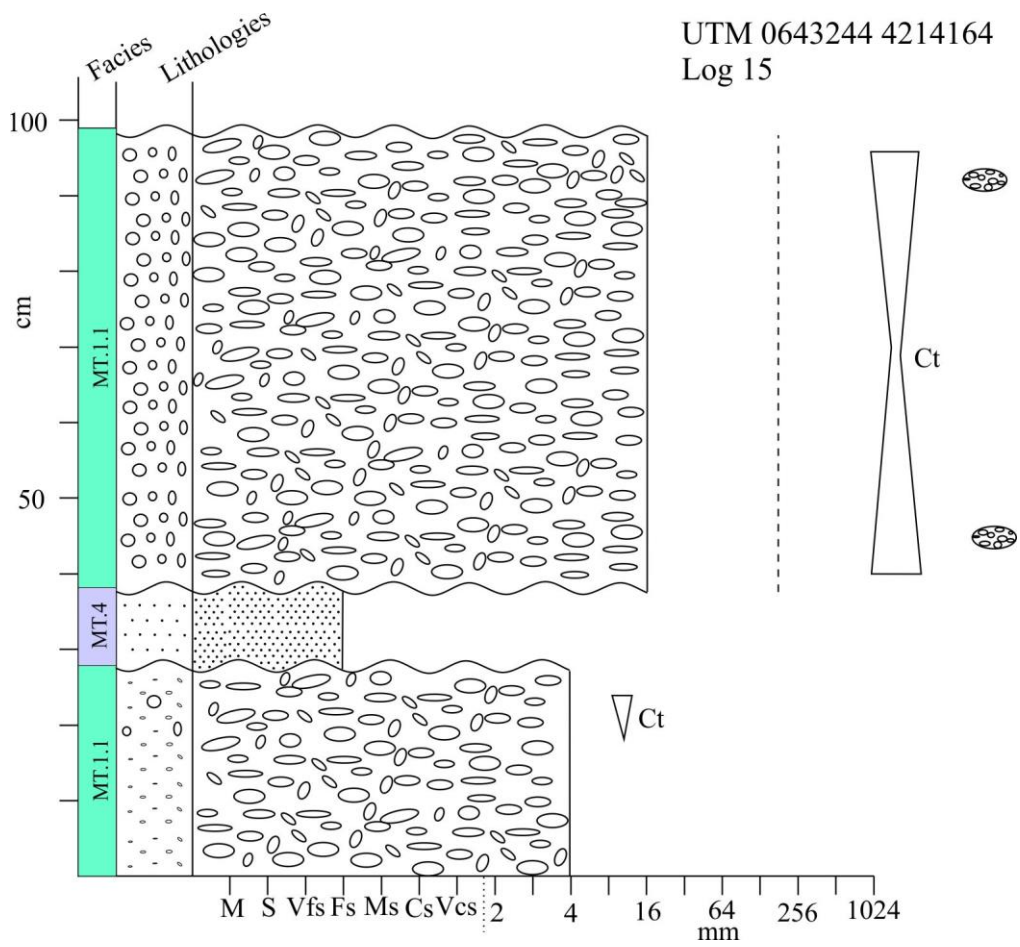 UTM 0643244 4214164
Log 15
Facies
Lithologies
100
50
cm
MT.1.1
MT.4
MT.1.1
Ct
Ct
M S Vfs Fs Ms Cs Vcs 2 4 16 64 256 1024
mm